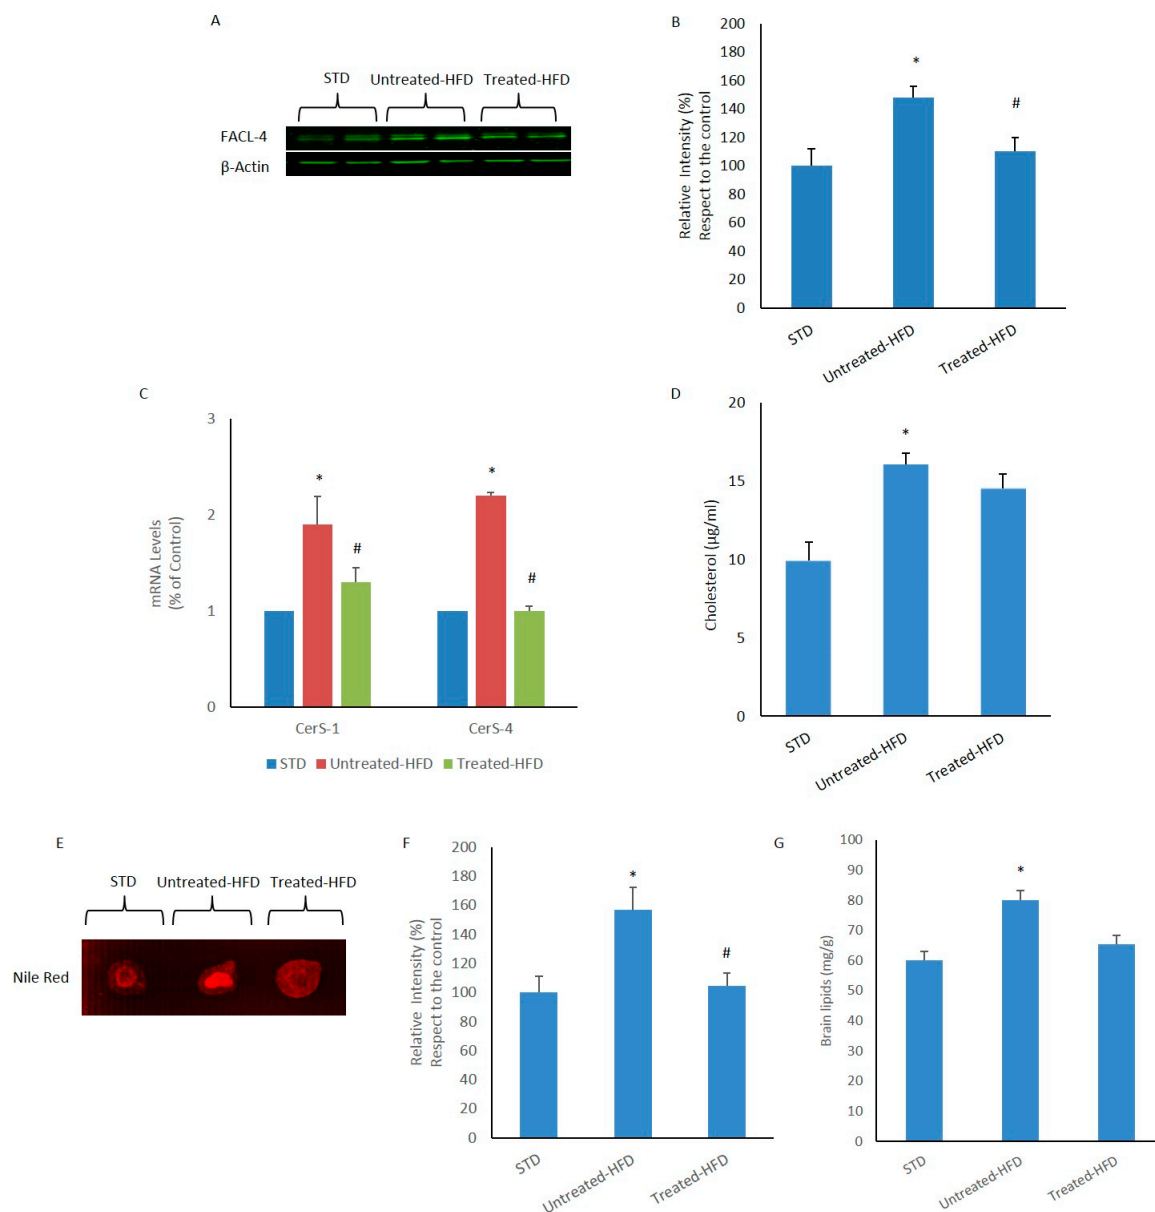 A
STD Untreated-HFD Treated-HFD
FACL-4
β-Actin
B
Relative Intensity (%)
Respect to the control
200
180
160
140
120
100
80
60
40
20
0
*
#
STD
Untreated-HFD
Treated-HFD
C
mRNA Levels
(% of Control)
3
2
1
0
*
#
*
#
CerS-1 CerS-4
STD Untreated-HFD Treated-HFD
D
Cholesterol (µg/ml)
20
15
10
5
0
*
STD
Untreated-HFD
Treated-HFD
E
STD Untreated-HFD Treated-HFD
Nile Red
F
Relative Intensity (%)
Respect to the control
200
180
160
140
120
100
80
60
40
20
0
*
#
STD
Untreated-HFD
Treated-HFD
G
Brain lipids (mg/g)
100
90
80
70
60
50
40
30
20
10
0
*
STD
Untreated-HFD
Treated-HFD